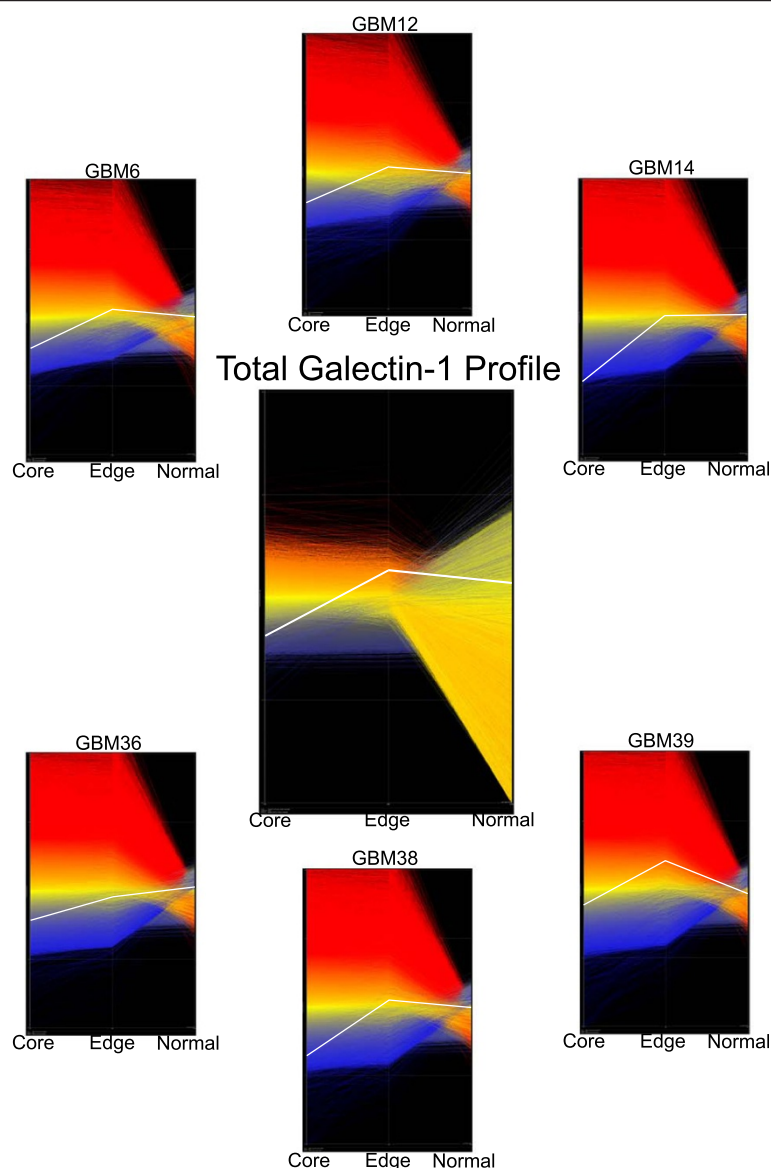 GBM12
Core Edge Normal
GBM6
Core Edge Normal
GBM14
Core Edge Normal
Total Galectin-1 Profile
Core Edge Normal
GBM36
Core Edge Normal
GBM39
Core Edge Normal
GBM38
Core Edge Normal